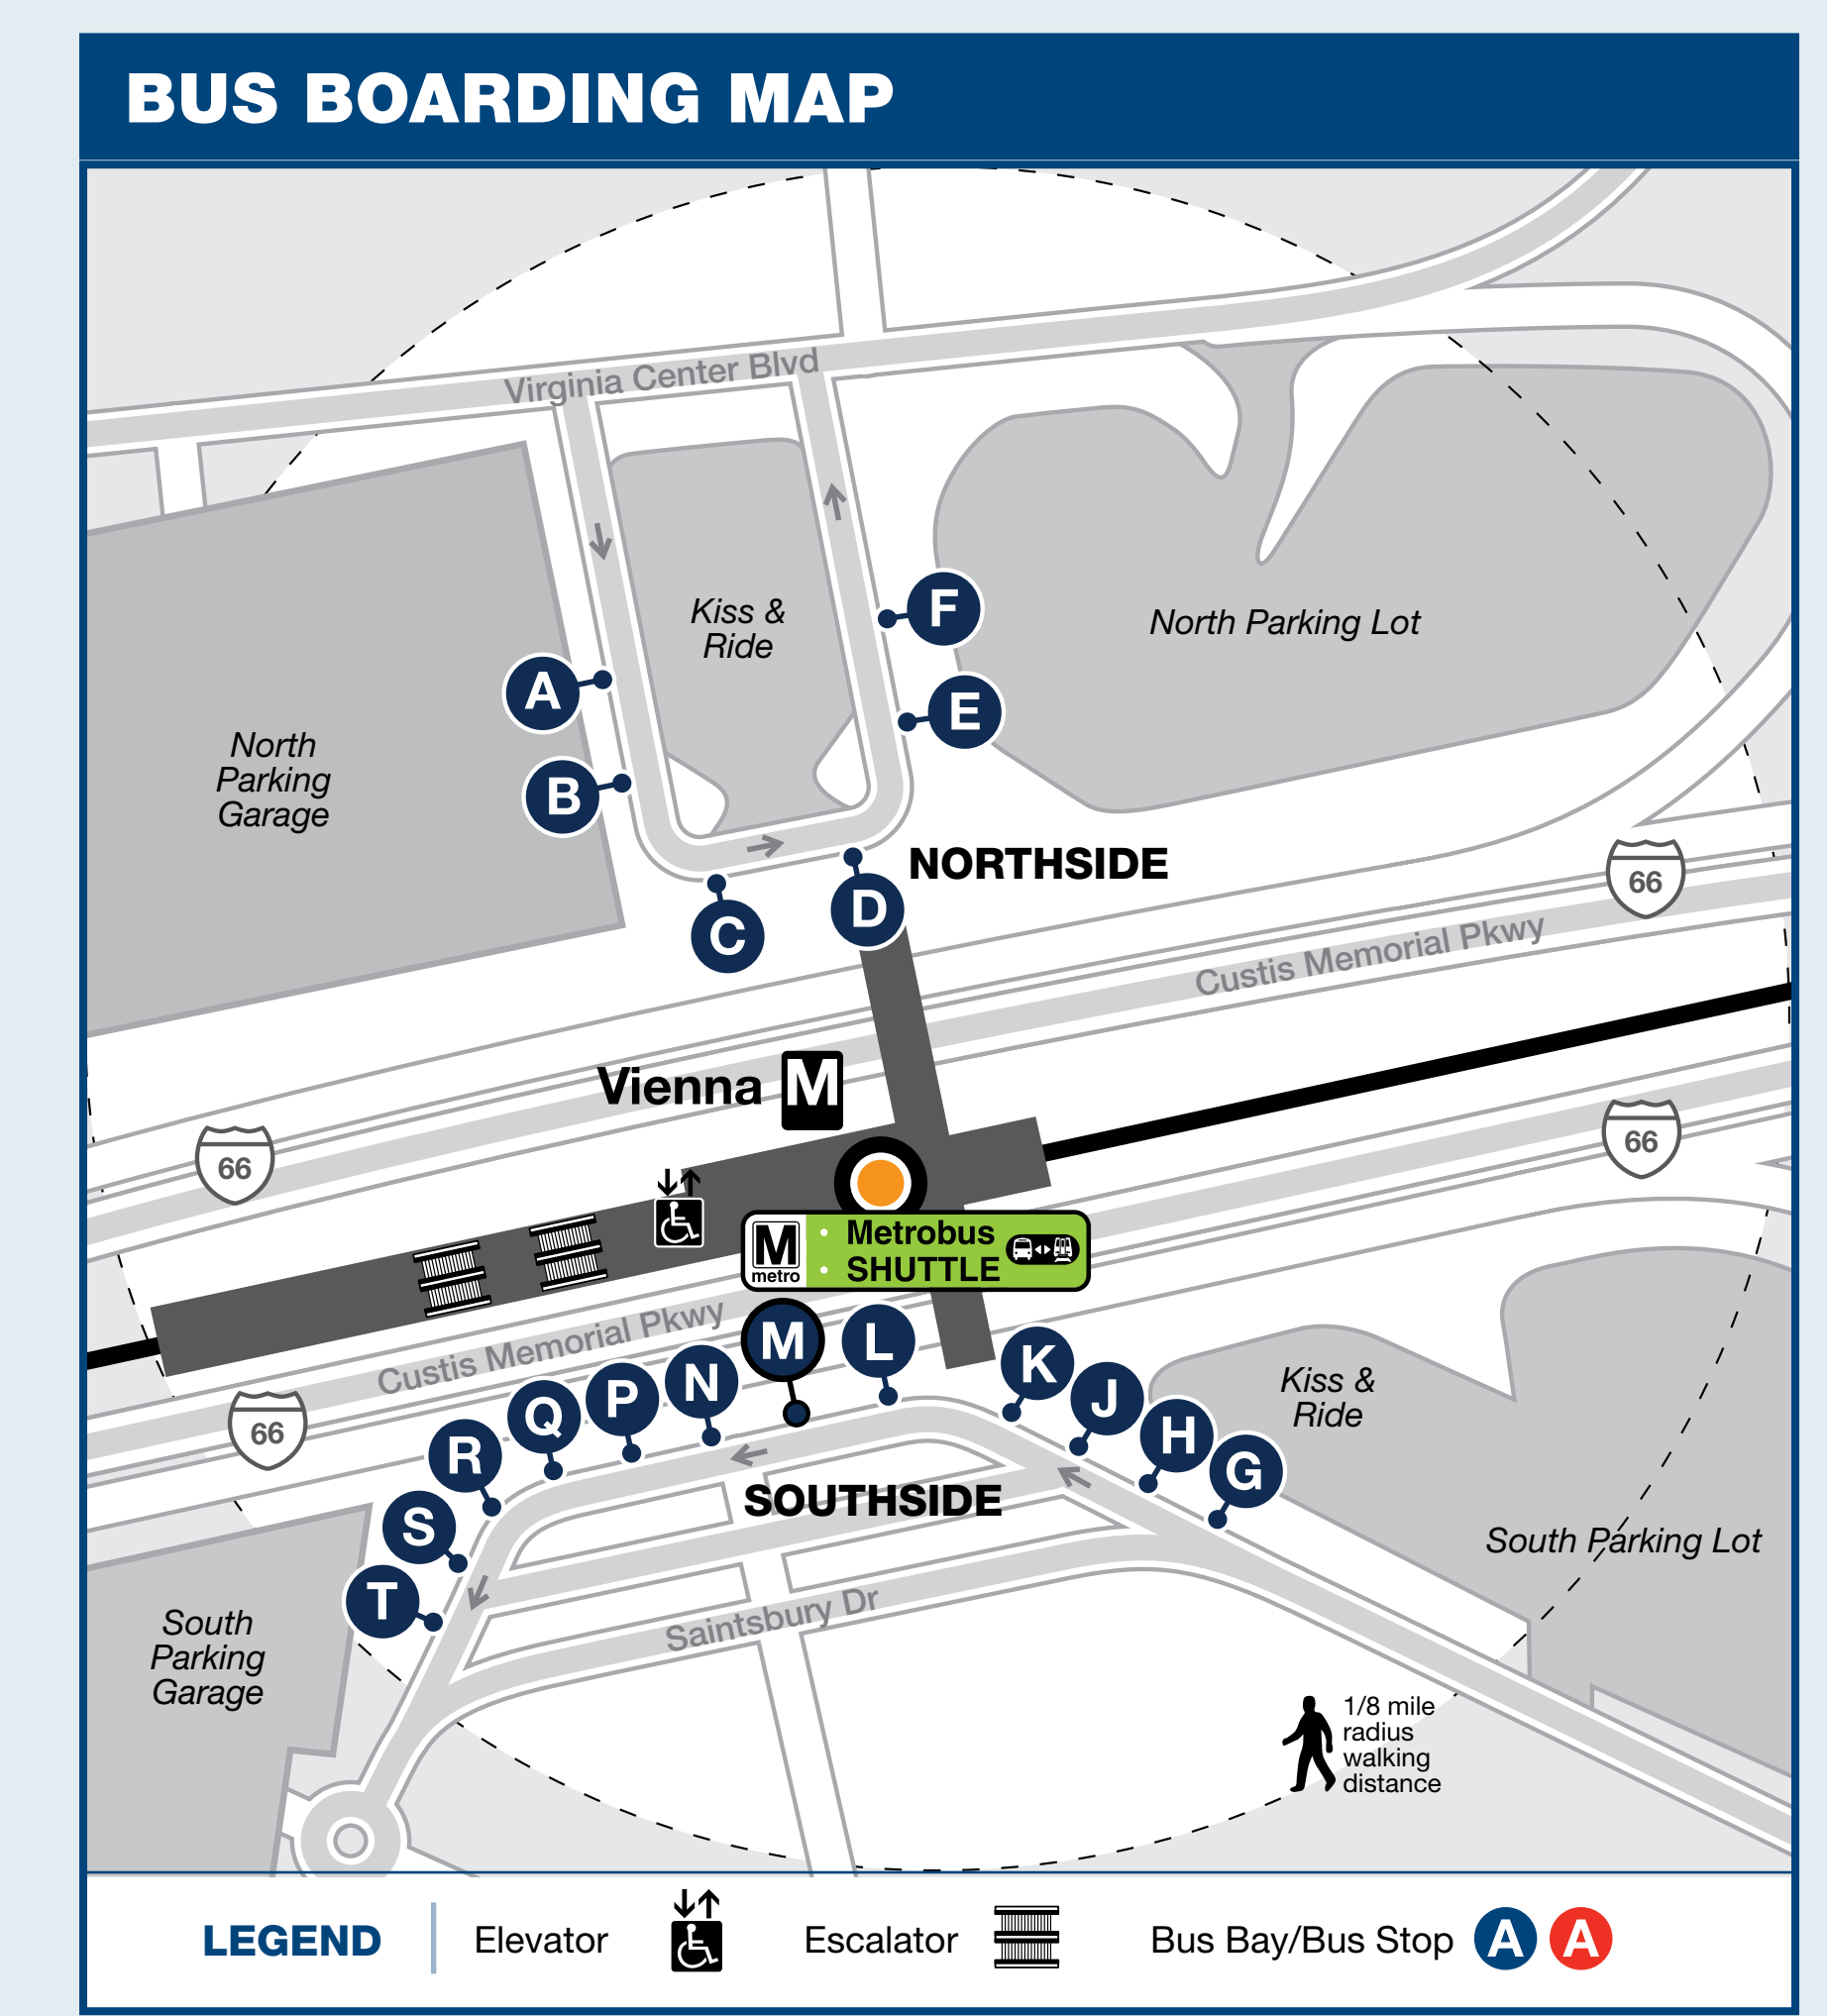 BUS BOARDING MAP
Virginia Center Blvd
Kiss &
Ride
F
North Parking Lot
A
E
North
Parking
Garage
B
NORTHSIDE
66
D
C
Custis Memorial Pkwy
Vienna M
66
66
M
metro
• Metrobus
• SHUTTLE
Custis Memorial Pkwy
M
L
K
N
J
P
Q
H
R
G
Kiss &
Ride
66
SOUTHSIDE
S
South Parking Lot
T
Saintsbury Dr
South
Parking
Garage
1/8 mile
radius
walking
distance
LEGEND
Elevator
Escalator
Bus Bay/Bus Stop A A